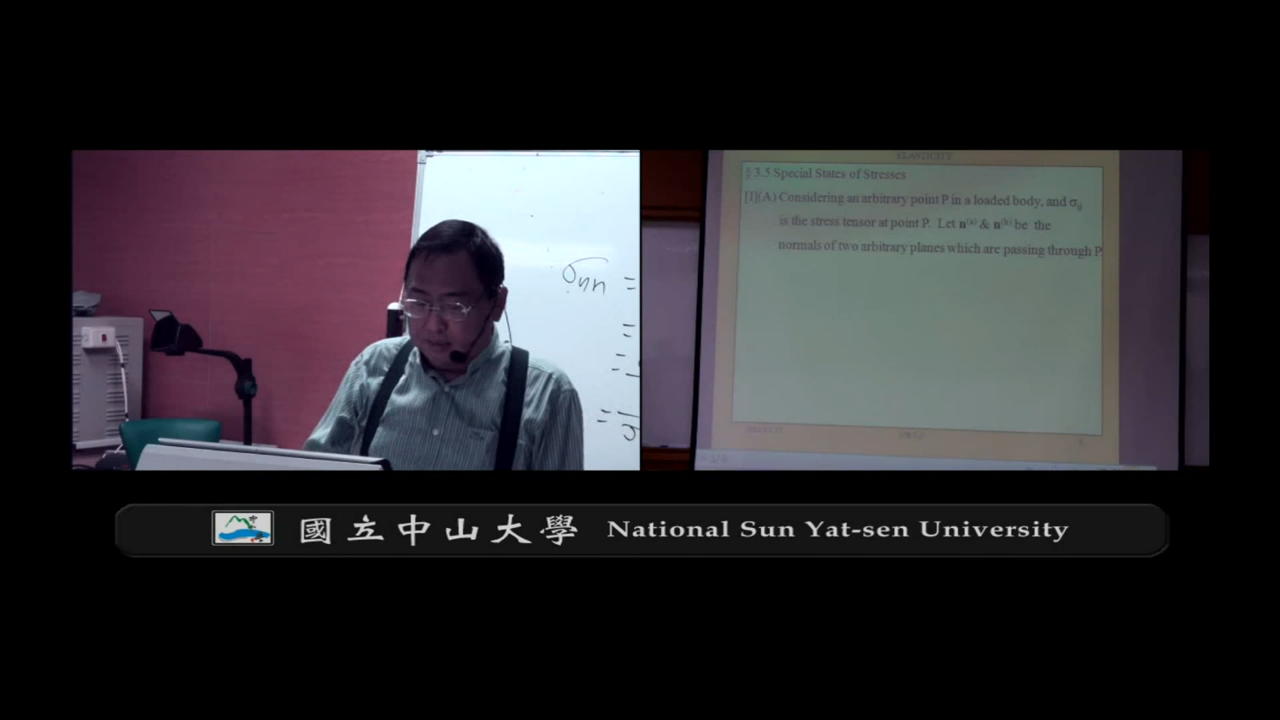 ELASTICITY
§ 3.5 Special States of Stresses
[1](A) Considering an arbitrary point P in a loaded body, and σij
is the stress tensor at point P. Let n(a) & n(b) be the
normals of two arbitrary planes which are passing through P.
σnn =
國立中山大學 National Sun Yat-sen University